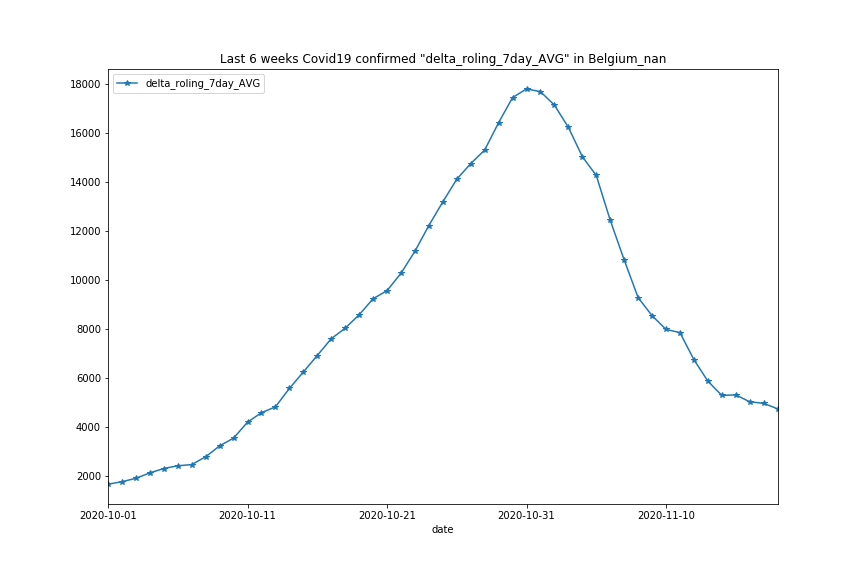 Last 6 weeks Covid19 confirmed "delta_roling_7day_AVG" in Belgium_nan
delta_roling_7day_AVG
18000
16000
14000
12000
10000
8000
6000
4000
2000
2020-10-01 2020-10-11 2020-10-21 2020-10-31 2020-11-10
date